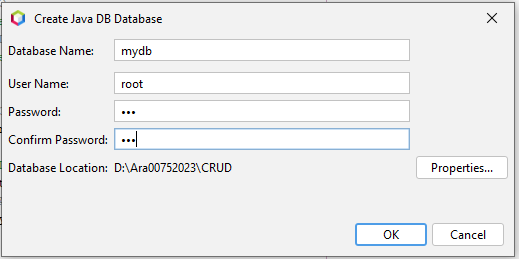 Create Java DB Database
Database Name: mydb
User Name: root
Password: •••
Confirm Password: •••
Database Location: D:\Ara00752023\CRUD
Properties...
OK Cancel